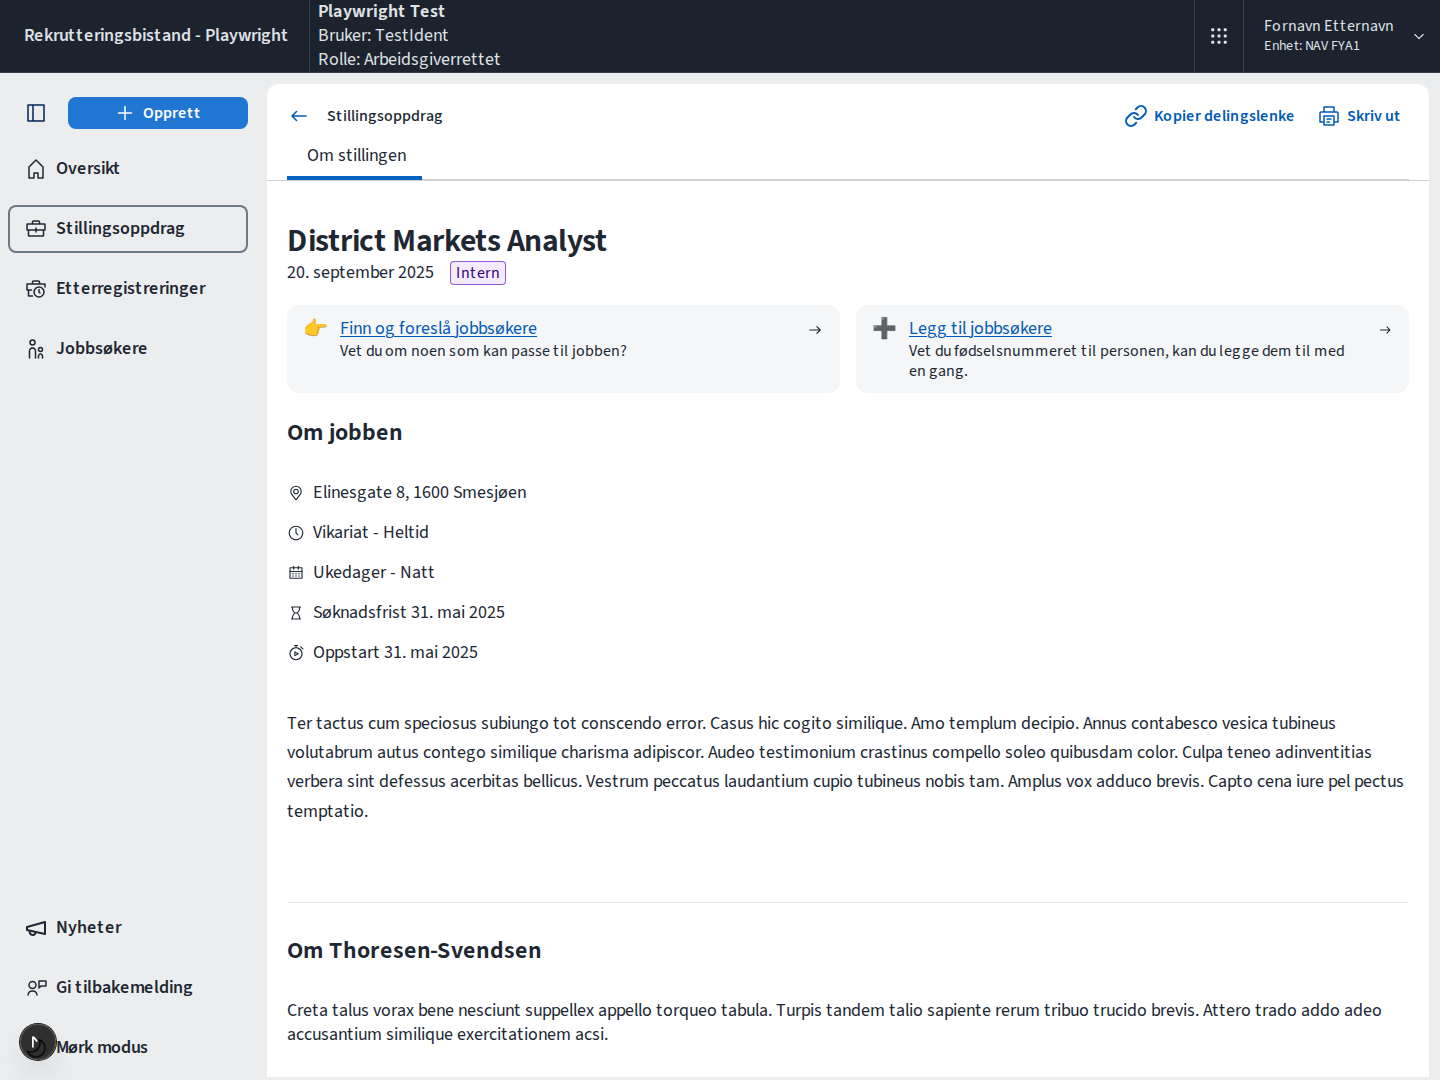 Rekrutteringsbistand - Playwright
Playwright Test
Bruker: TestIdent
Rolle: Arbeidsgiverrettet
Fornavn Etternavn
Enhet: NAV FYA1
Opprett
Oversikt
Stillingsoppdrag
Etterregistreringer
Jobbsøkere
Nyheter
Gi tilbakemelding
Mørk modus
Stillingsoppdrag
Kopier delingslenke
Skriv ut
Om stillingen
District Markets Analyst
20. september 2025
Intern
Finn og foreslå jobbsøkere
Vet du om noen som kan passe til jobben?
Legg til jobbsøkere
Vet du fødselsnummeret til personen, kan du legge dem til med
en gang.
Om jobben
Elinesgate 8, 1600 Smesjøen
Vikariat - Heltid
Ukedager - Natt
Søknadsfrist 31. mai 2025
Oppstart 31. mai 2025
Ter tactus cum speciosus subiungo tot conscendo error. Casus hic cogito similique. Amo templum decipio. Annus contabesco vesica tubineus
volutabrum autus contego similique charisma adipiscor. Audeo testimonium crastinus compello soleo quibusdam color. Culpa teneo adinventitias
verbera sint defessus acerbitas bellicus. Vestrum peccatus laudantium cupio tubineus nobis tam. Amplus vox adduco brevis. Capto cena iure pel pectus
temptatio.
Om Thoresen-Svendsen
Creta talus vorax bene nesciunt suppellex appello torqueo tabula. Turpis tandem talio sapiente rerum tribuo trucido brevis. Attero trado addo adeo
accusantium similique exercitationem acsi.